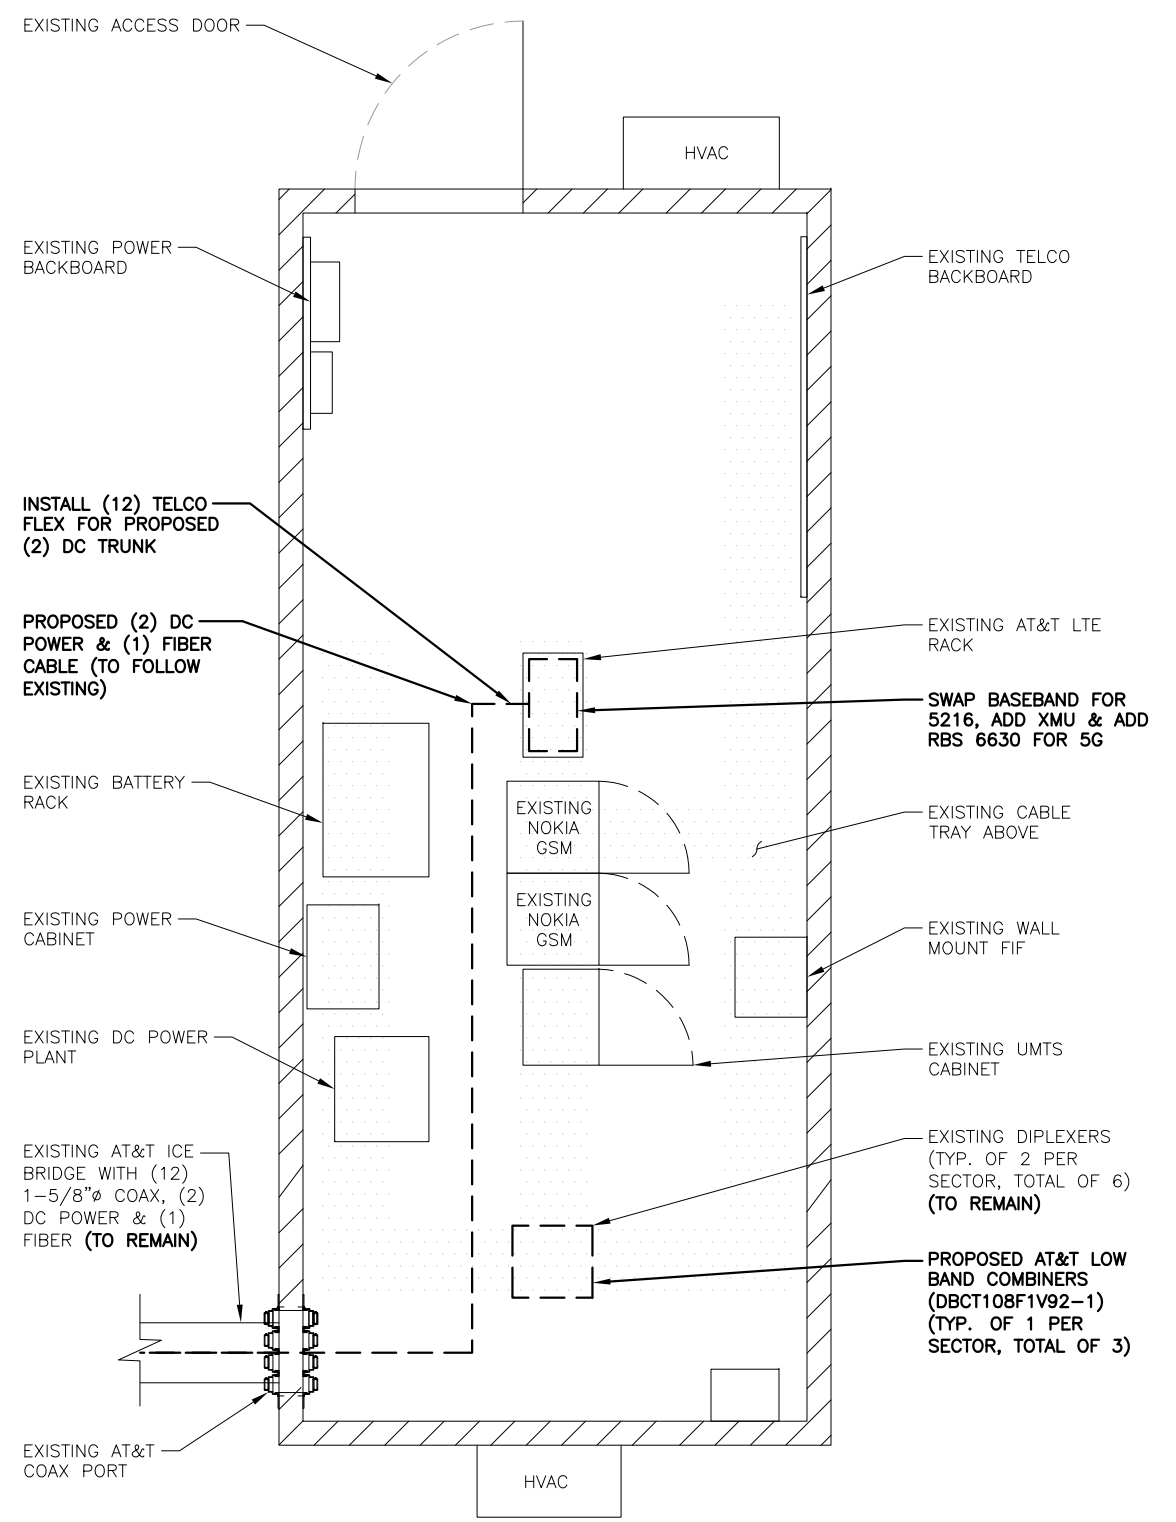 EXISTING ACCESS DOOR
HVAC
EXISTING POWER
BACKBOARD
EXISTING TELCO
BACKBOARD
INSTALL (12) TELCO
FLEX FOR PROPOSED
(2) DC TRUNK
PROPOSED (2) DC
POWER & (1) FIBER
CABLE (TO FOLLOW
EXISTING)
EXISTING AT&T LTE
RACK
SWAP BASEBAND FOR
5216, ADD XMU & ADD
RBS 6630 FOR 5G
EXISTING BATTERY
RACK
EXISTING
NOKIA
GSM
EXISTING CABLE
TRAY ABOVE
EXISTING POWER
CABINET
EXISTING
NOKIA
GSM
EXISTING WALL
MOUNT FIF
EXISTING DC POWER
PLANT
EXISTING UMTS
CABINET
EXISTING AT&T ICE
BRIDGE WITH (12)
1-5/8"ø COAX, (2)
DC POWER & (1)
FIBER (TO REMAIN)
EXISTING DIPLEXERS
(TYP. OF 2 PER
SECTOR, TOTAL OF 6)
(TO REMAIN)
PROPOSED AT&T LOW
BAND COMBINERS
(DBCT108F1V92-1)
(TYP. OF 1 PER
SECTOR, TOTAL OF 3)
EXISTING AT&T
COAX PORT
HVAC